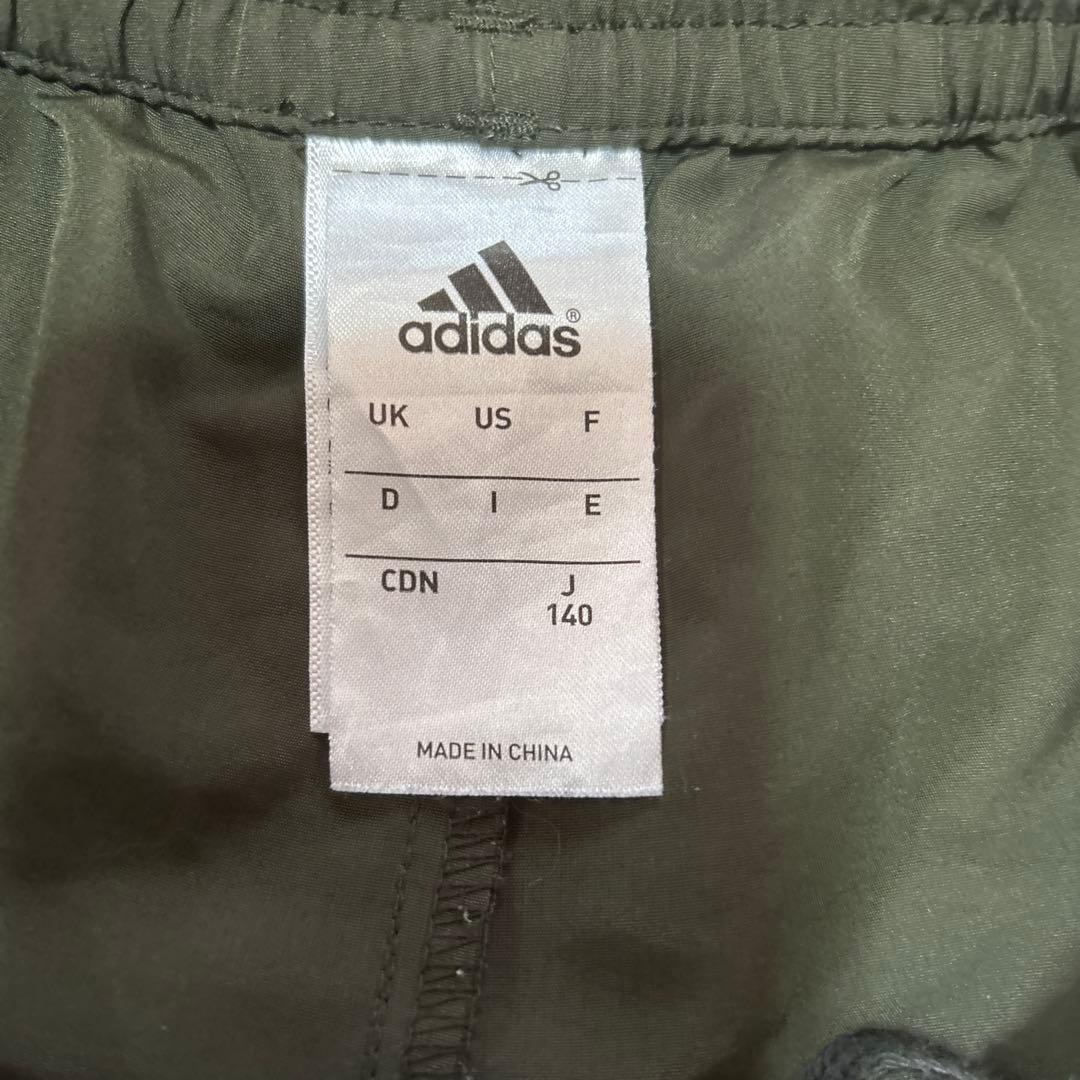 adidas®
UK US F
D I E
CDN J
140
MADE IN CHINA